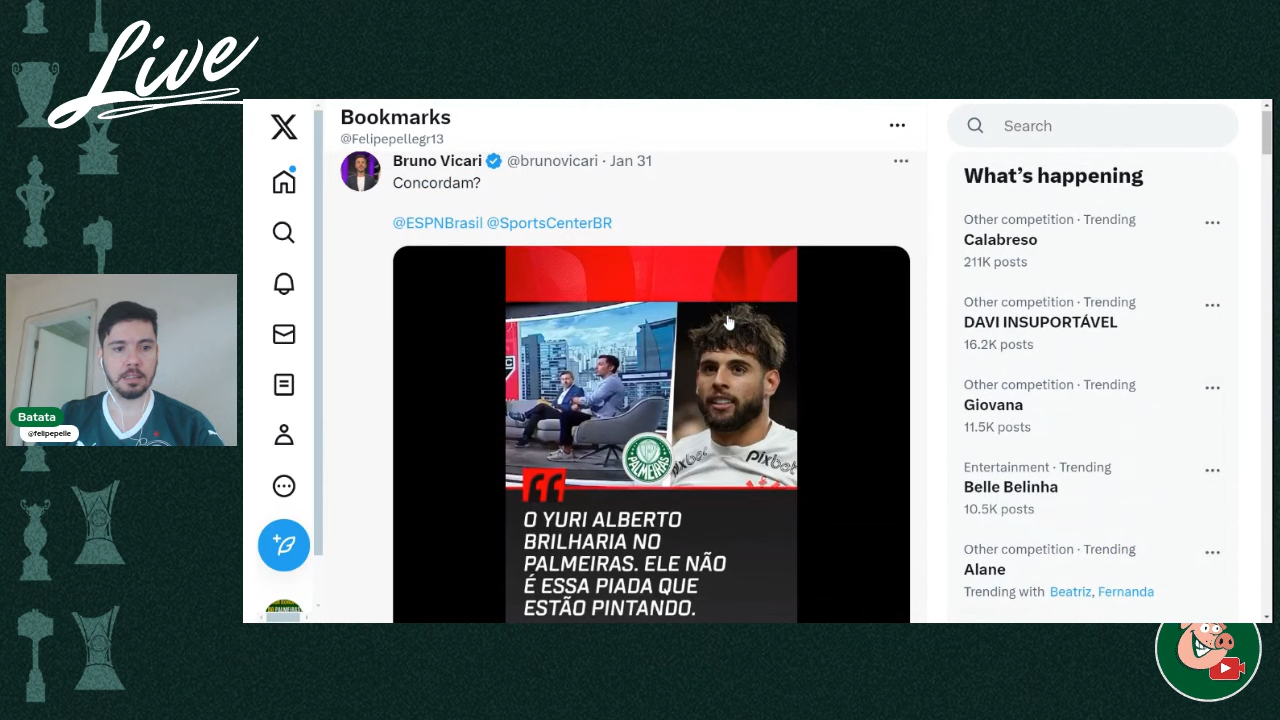 Live
Bookmarks
@Felipepellegr13
Bruno Vicari @brunovicari · Jan 31
Concordam?
@ESPNBrasil @SportsCenterBR
PALMEIRAS
pixbet
pixbet
O YURI ALBERTO
BRILHARIA NO
PALMEIRAS. ELE NÃO
É ESSA PIADA QUE
ESTÃO PINTANDO.
Search
What's happening
Other competition · Trending
Calabreso
211K posts
Other competition · Trending
DAVI INSUPORTÁVEL
16.2K posts
Other competition · Trending
Giovana
11.5K posts
Entertainment · Trending
Belle Belinha
10.5K posts
Other competition · Trending
Alane
Trending with Beatriz, Fernanda
Batata
@felipepelle